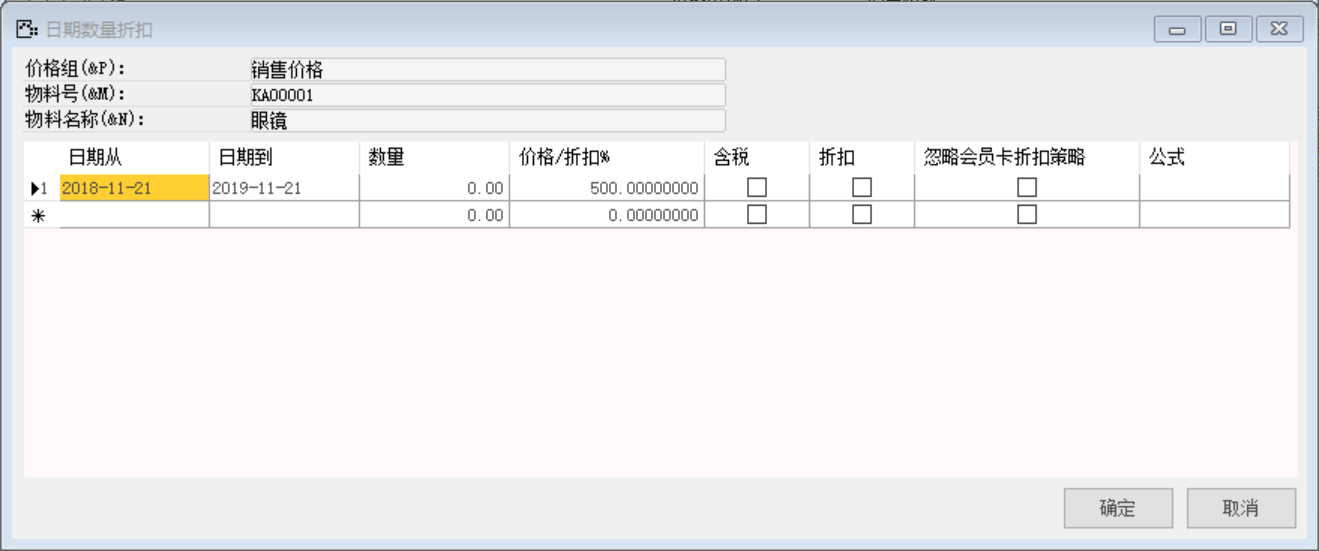 日期数量折扣
价格组(&P): 销售价格
物料号(&M): KA00001
物料名称(&N): 眼镜
日期从 日期到 数量 价格/折扣% 含税 折扣 忽略会员卡折扣策略 公式
1 2018-11-21 2019-11-21 0.00 500.00000000
* 0.00 0.00000000
确定 取消